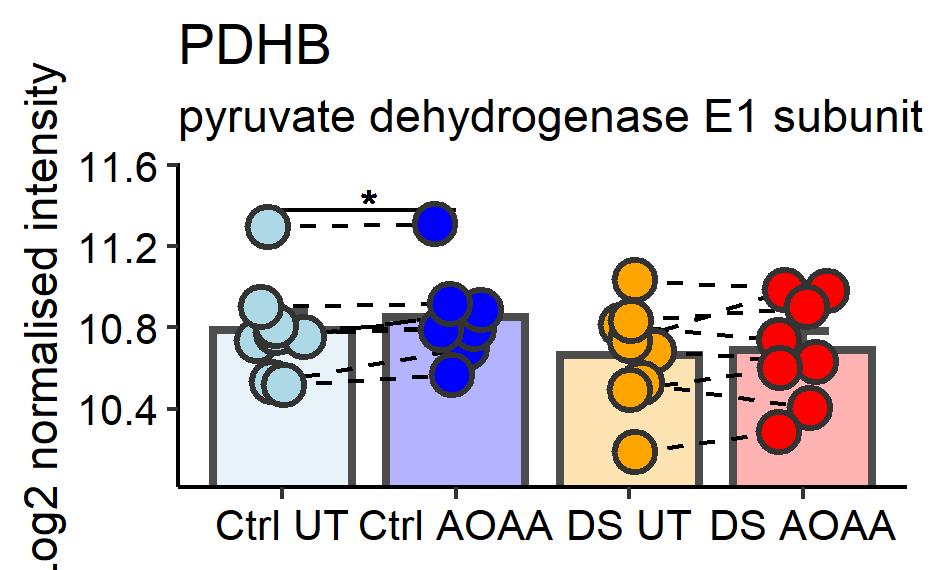 PDHB
pyruvate dehydrogenase E1 subunit
.og2 normalised intensity
11.6
11.2
10.8
10.4
*
Ctrl UT Ctrl AOAA DS UT DS AOAA